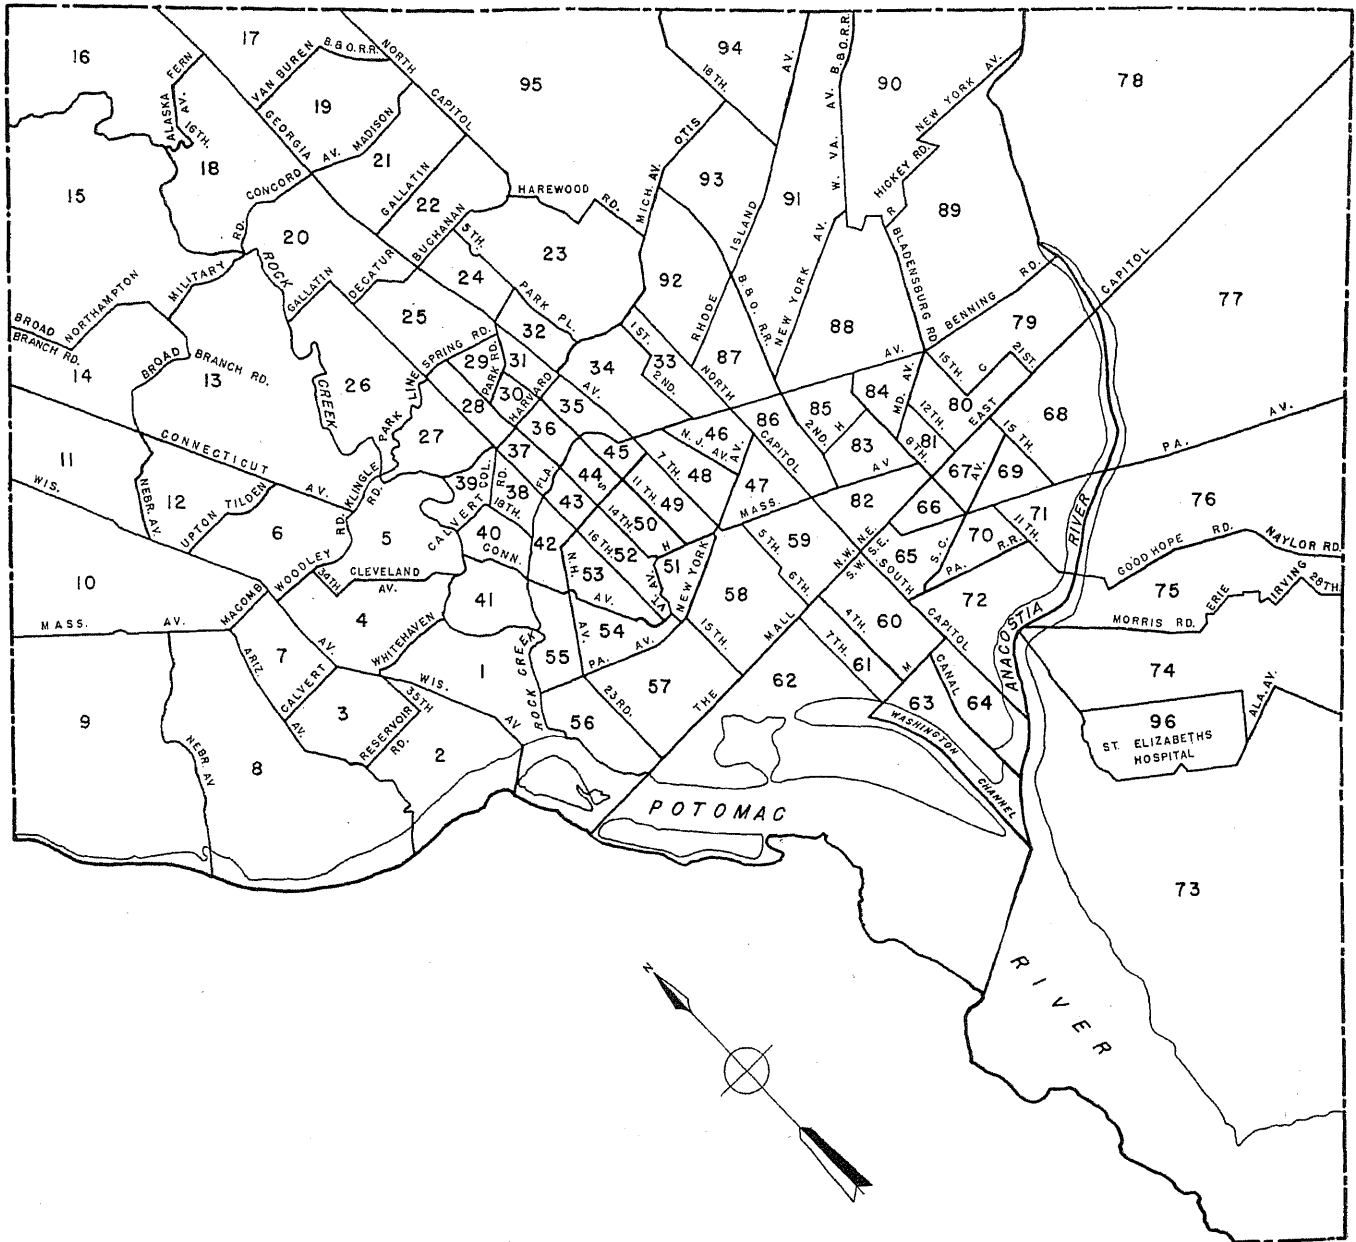 16
17
B.&O.R.R.
NORTH
CAPITOL
94
18TH.
AV.
B.&O.R.R.
90
NEW YORK AV.
78
ALASKA
FERN
AV.
16TH.
VAN BUREN
19
95
GEORGIA
AV.
MADISON
OTIS
W. VA. AV.
HICKEY RD.
15
18
CONCORD
RD.
21
GALLATIN
22
HAREWOOD
RD.
MICH. AV.
93
91
R
89
20
BUCHANAN
5TH.
23
ISLAND
AV.
BLADENSBURG RD.
CAPITOL
MILITARY
ROCK
GALLATIN
DECATUR
24
PARK PL.
92
B.&O. R.R.
NEW YORK
BENNING
RD.
77
NORTHAMPTON
BROAD
BRANCH RD.
25
SPRING RD.
32
1ST.
RHODE
88
79
14
BROAD
BRANCH RD.
13
CREEK
26
PARK
LINE
29
PARK RD.
31
34
33
2ND.
87
AV.
15TH.
C
21ST.
28
30
HARVARD
35
AV.
NORTH
84
MD. AV.
80
12TH.
EAST
68
AV.
CONNECTICUT
AV.
27
36
46
86
85
15TH.
11
37
N. J. AV.
AV.
CAPITOL
2ND.
H
83
81
8TH.
PA.
WIS.
12
NEBR. AV.
UPTON
TILDEN
KLINGLE
RD.
RD.
39
COL.
RD.
38
18TH.
FLA.
45
7TH.
48
47
AV
67
AV.
69
44
S
11TH.
43
49
MASS.
82
66
76
6
5
CALVERT
40
14TH.
50
71
11TH.
RIVER
42
16TH.
52
H
5TH.
59
N.W.
N.E.
S.W.
S.E.
65
S. C.
70
R.R.
GOOD HOPE
RD.
NAYLOR RD.
10
WOODLEY
34TH
CLEVELAND
AV.
CONN.
N.H.
53
51
NEW YORK
6TH.
SOUTH
PA.
IRVING
28TH.
MACOMB
41
AV.
VT.
AV.
58
4TH.
60
72
75
ERIE
MASS.
AV.
4
WHITEHAVEN
54
15TH.
MALL
CAPITOL
ANACOSTIA
MORRIS RD.
7
ARIZ.
AV.
AV.
55
PA.
AV.
7TH.
61
M
CANAL
74
CALVERT
WIS.
1
ROCK CREEK
57
62
9
AV.
3
35TH
AV
23RD.
THE
63
64
ALA. AV.
RESERVOIR
RD.
56
WASHINGTON
96
ST. ELIZABETHS
HOSPITAL
NEBR. AV
8
2
CHANNEL
POTOMAC
73
RIVER
N